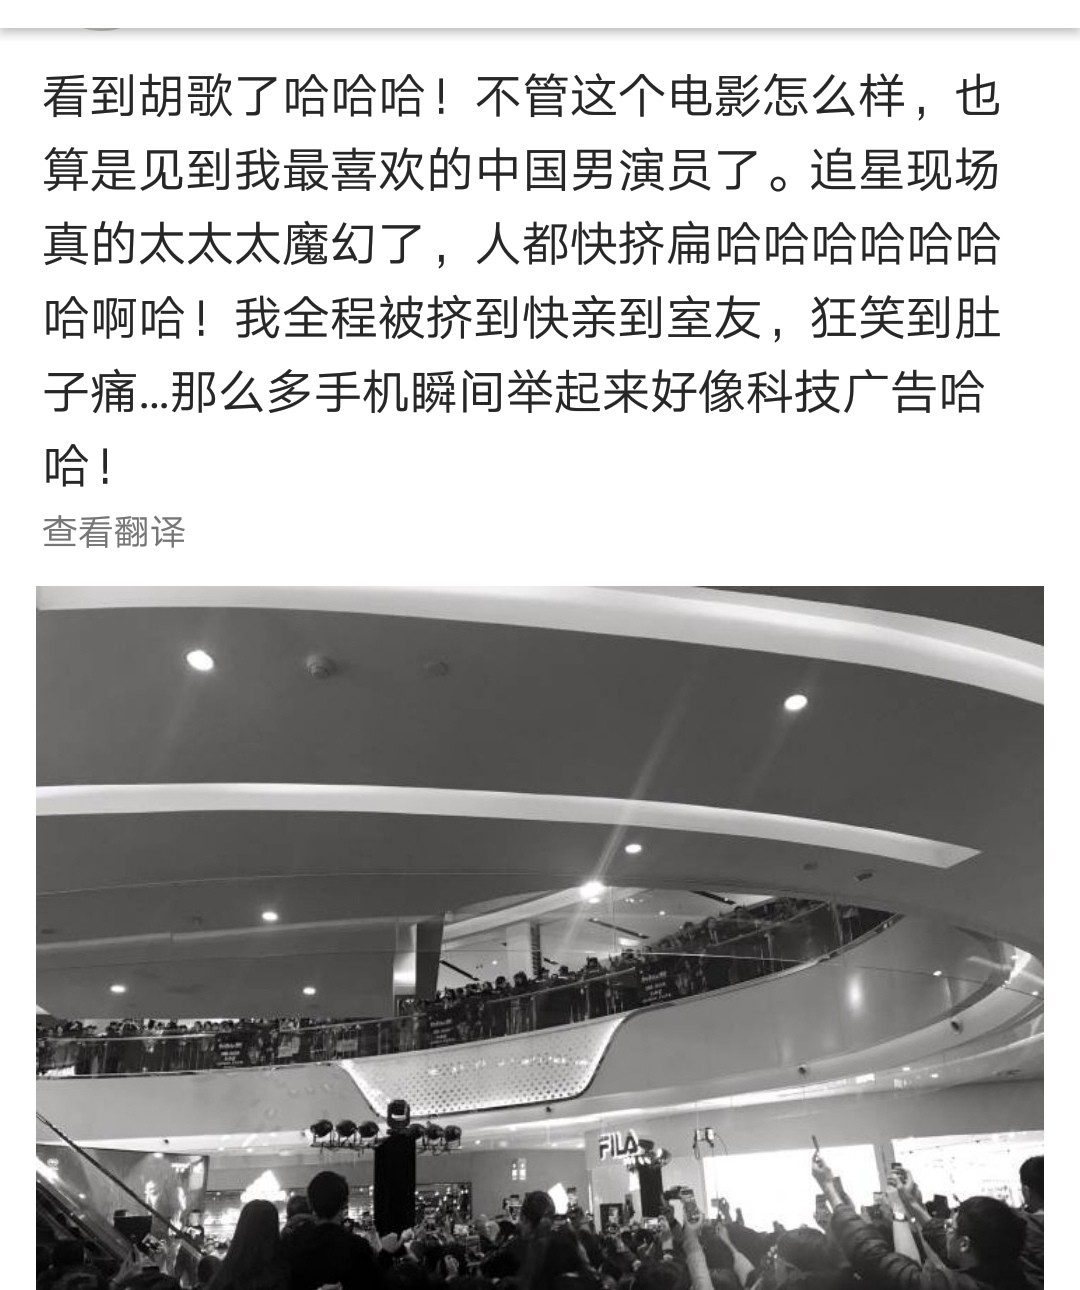 看到胡歌了哈哈哈！不管这个电影怎么样，也
算是见到我最喜欢的中国男演员了。追星现场
真的太太太魔幻了，人都快挤扁哈哈哈哈哈哈
哈啊哈！我全程被挤到快亲到室友，狂笑到肚
子痛...那么多手机瞬间举起来好像科技广告哈
哈！
查看翻译
FILA